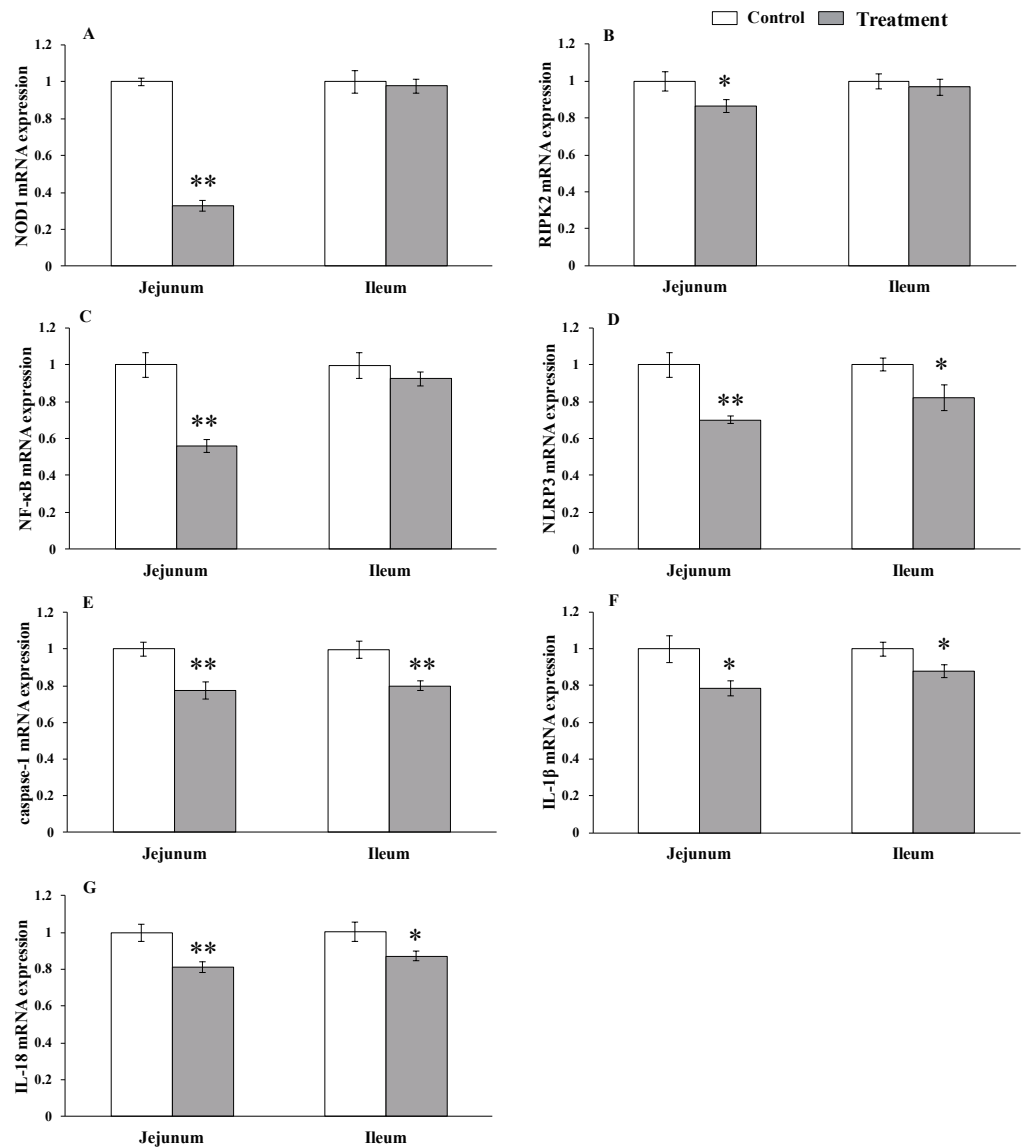 Control Treatment
A
NOD1 mRNA expression
1.2
1
0.8
0.6
0.4
0.2
0
**
Jejunum Ileum
B
RIPK2 mRNA expression
1.2
1
0.8
0.6
0.4
0.2
0
*
Jejunum Ileum
C
NF-κB mRNA expression
1.2
1
0.8
0.6
0.4
0.2
0
**
Jejunum Ileum
D
NLRP3 mRNA expression
1.2
1
0.8
0.6
0.4
0.2
0
** *
Jejunum Ileum
E
caspase-1 mRNA expression
1.2
1
0.8
0.6
0.4
0.2
0
** **
Jejunum Ileum
F
IL-1β mRNA expression
1.2
1
0.8
0.6
0.4
0.2
0
* *
Jejunum Ileum
G
IL-18 mRNA expression
1.2
1
0.8
0.6
0.4
0.2
0
** *
Jejunum Ileum